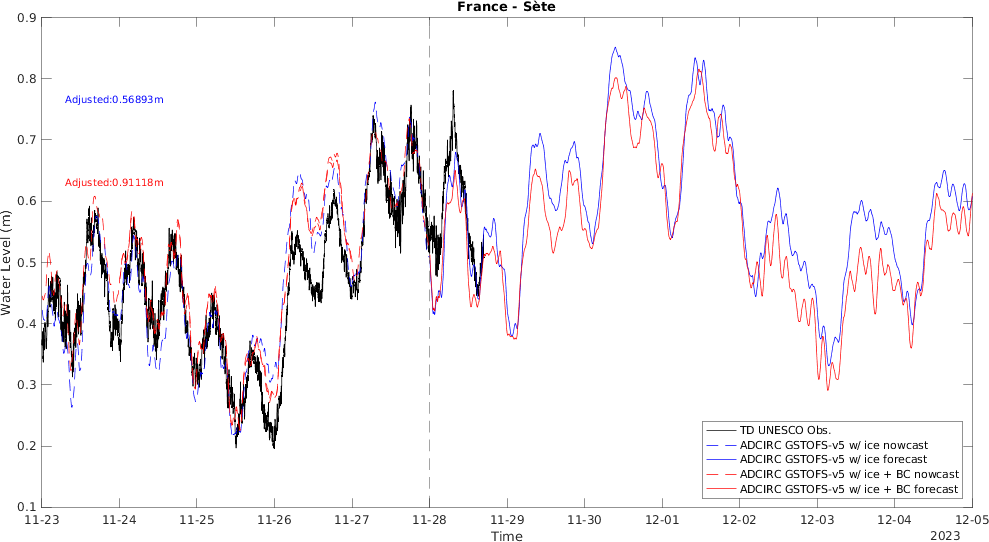 France - Sète
0.9
0.8
0.7
0.6
0.5
0.4
0.3
0.2
0.1
Water Level (m)
Adjusted:0.56893m
Adjusted:0.91118m
TD UNESCO Obs.
ADCIRC GSTOFS-v5 w/ ice nowcast
ADCIRC GSTOFS-v5 w/ ice forecast
ADCIRC GSTOFS-v5 w/ ice + BC nowcast
ADCIRC GSTOFS-v5 w/ ice + BC forecast
11-23 11-24 11-25 11-26 11-27 11-28 11-29 11-30 12-01 12-02 12-03 12-04 12-05
Time
2023